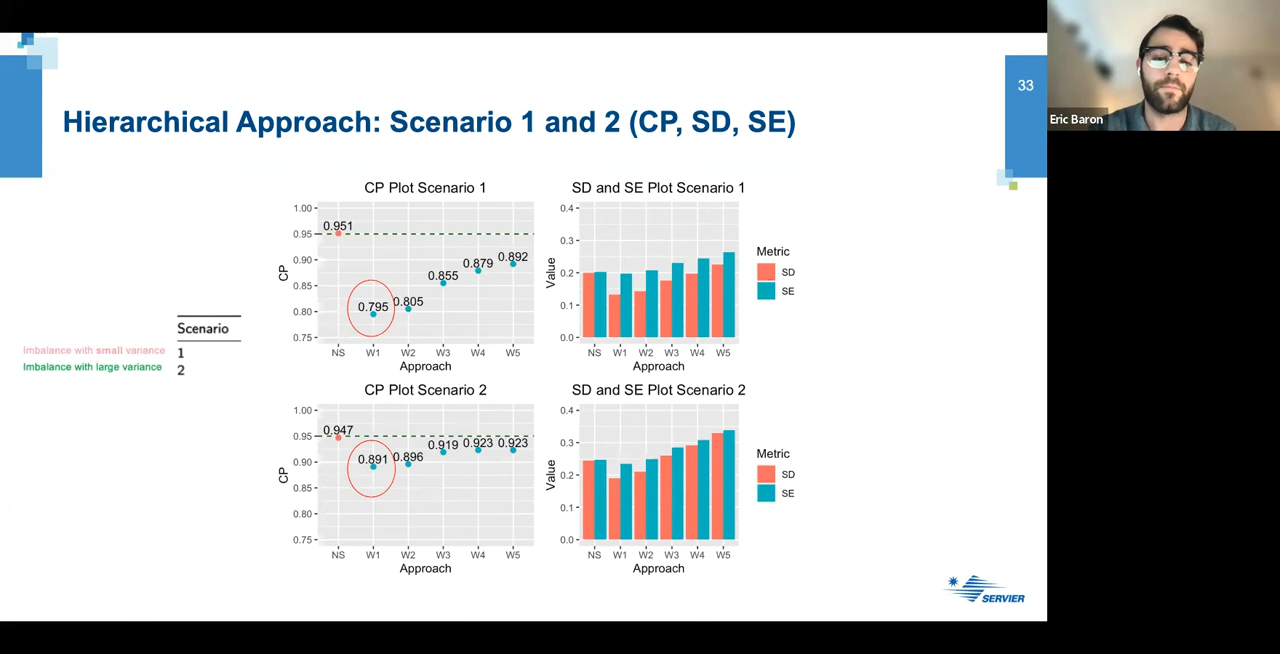 33
Eric Baron
Hierarchical Approach: Scenario 1 and 2 (CP, SD, SE)
Scenario
Imbalance with small variance 1
Imbalance with large variance 2
CP Plot Scenario 1
1.00
0.95
0.90
0.85
0.80
0.75
CP
0.951
0.795
0.805
0.855
0.879
0.892
NS W1 W2 W3 W4 W5
Approach
SD and SE Plot Scenario 1
0.4
0.3
0.2
0.1
0.0
Value
NS W1 W2 W3 W4 W5
Approach
Metric
SD
SE
CP Plot Scenario 2
1.00
0.95
0.90
0.85
0.80
0.75
CP
0.947
0.891
0.896
0.919
0.923
0.923
NS W1 W2 W3 W4 W5
Approach
SD and SE Plot Scenario 2
0.4
0.3
0.2
0.1
0.0
Value
NS W1 W2 W3 W4 W5
Approach
Metric
SD
SE
SERVIER